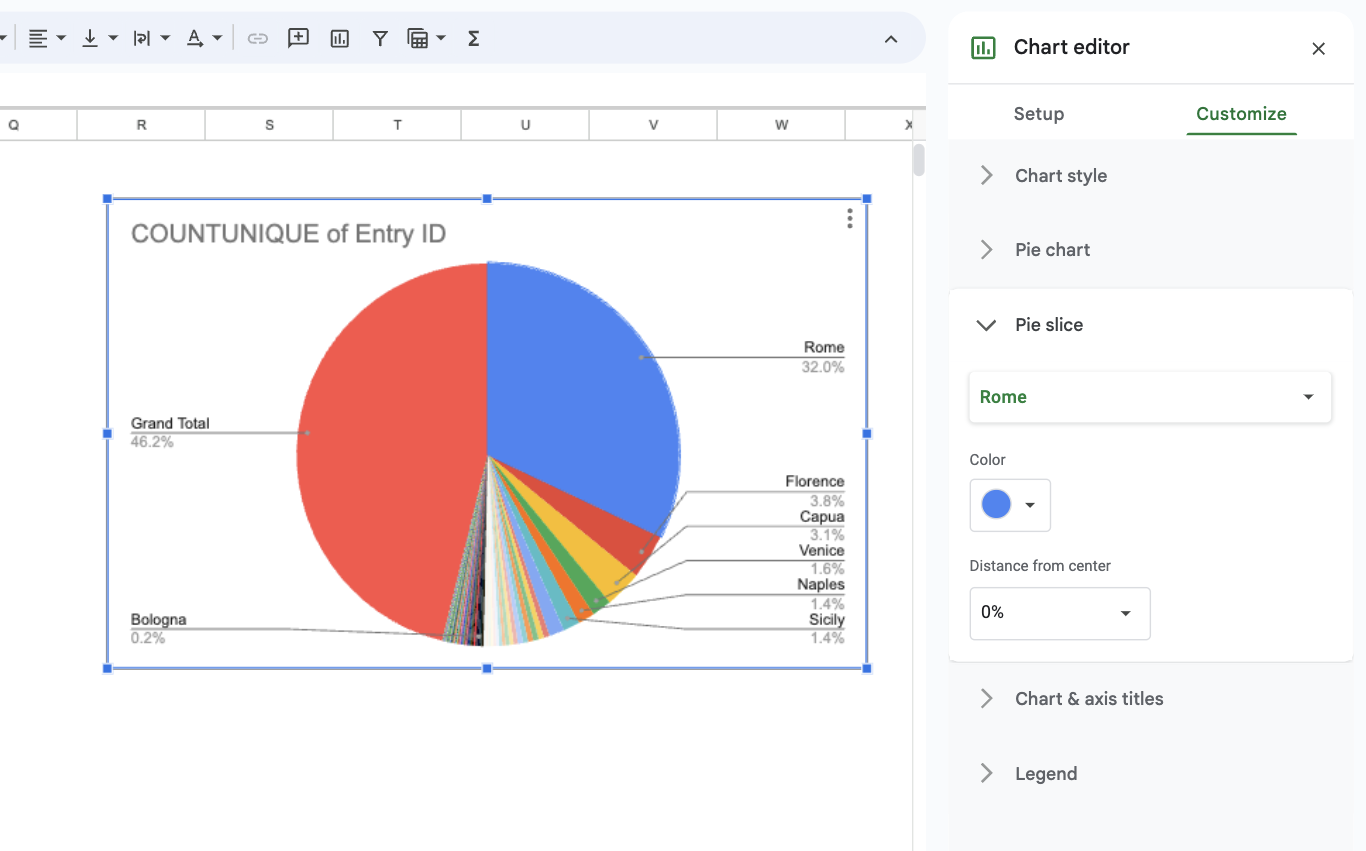 Chart editor
Q R S T U V W X
Setup Customize
Chart style
COUNTUNIQUE of Entry ID
Pie chart
Pie slice
Rome
32.0%
Rome
Grand Total
46.2%
Color
Florence
3.8%
Capua
3.1%
Venice
1.6%
Distance from center
Naples
1.4%
0%
Sicily
1.4%
Bologna
0.2%
Chart & axis titles
Legend